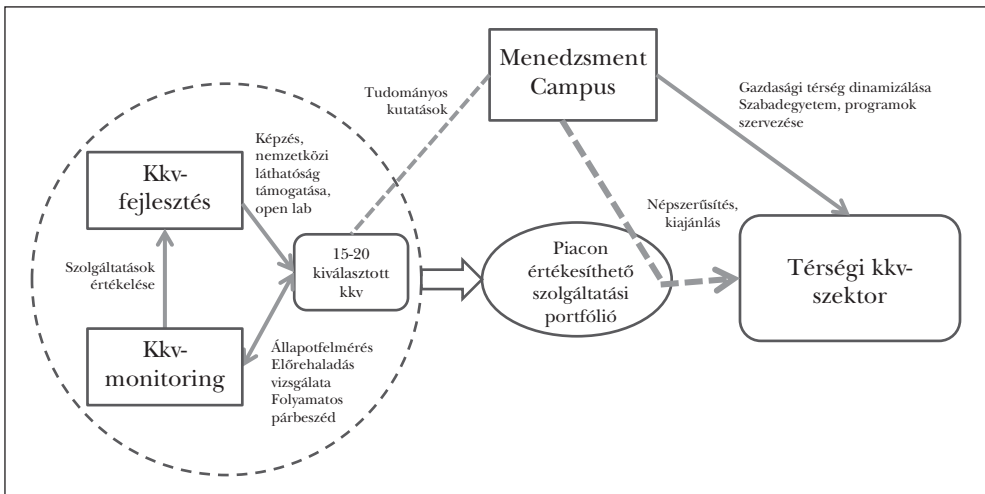 Menedzsment
Campus
Tudományos
kutatások
Gazdasági térség dinamizálása
Szabadegyetem, programok
szervezése
Képzés,
nemzetközi
láthatóság
támogatása,
open lab
Kkv-
fejlesztés
Népszerűsítés,
kiajánlás
15-20
kiválasztott
kkv
Piacon
értékesíthető
szolgáltatási
portfólió
Térségi kkv-
szektor
Szolgáltatások
értékelése
Kkv-
monitoring
Állapotfelmérés
Előrehaladás
vizsgálata
Folyamatos
párbeszéd